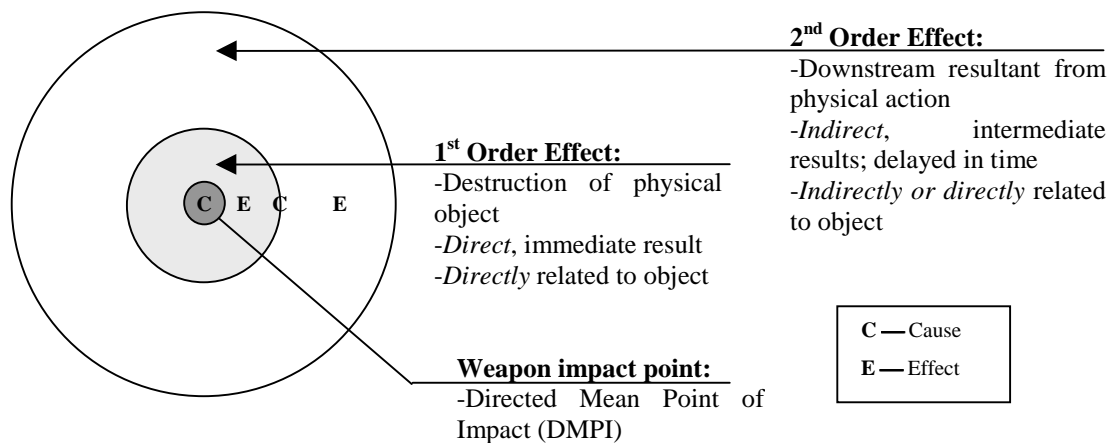 2nd Order Effect:
-Downstream resultant from
physical action
-Indirect, intermediate
results; delayed in time
-Indirectly or directly related
to object
1st Order Effect:
-Destruction of physical
object
-Direct, immediate result
-Directly related to object
C E C E
C — Cause
E — Effect
Weapon impact point:
-Directed Mean Point of
Impact (DMPI)